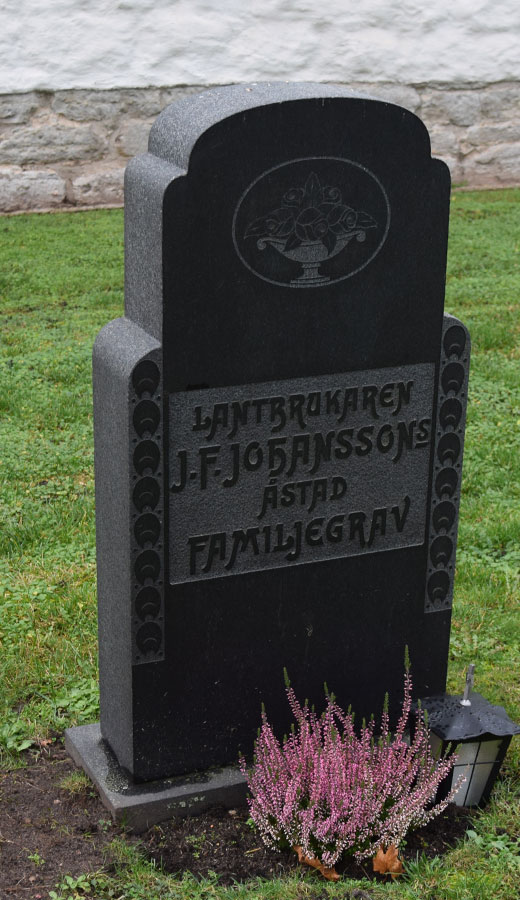 LANTBRUKAREN
J.F. JOHANSSONS
ÅSTAD
FAMILJEGRAV